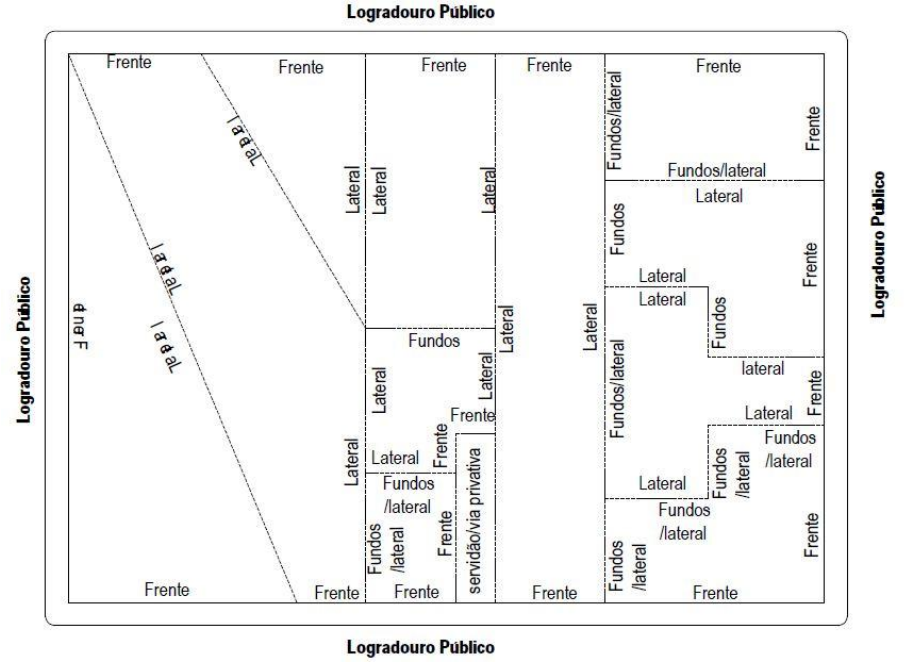 Logradouro Público
Frente
Frente
Frente
Frente
Frente
Fundos/lateral
Frente
Lateral
Fundos/lateral
Lateral
Lateral
Lateral
Lateral
Logradouro Público
Fundos
Frente
Lateral
Lateral
Lateral
Logradouro Público
Frente
Lateral
Lateral
Lateral
Fundos
Fundos
Lateral
Lateral
lateral
Fundos/lateral
Frente
Frente
Lateral
Fundos
/lateral
Lateral
Lateral
Frente
Fundos
/lateral
Lateral
Fundos
/lateral
Fundos
/lateral
Frente
servidão/via privativa
Fundos
/lateral
Frente
Fundos
/lateral
Frente
Frente
Frente
Frente
Frente
Logradouro Público